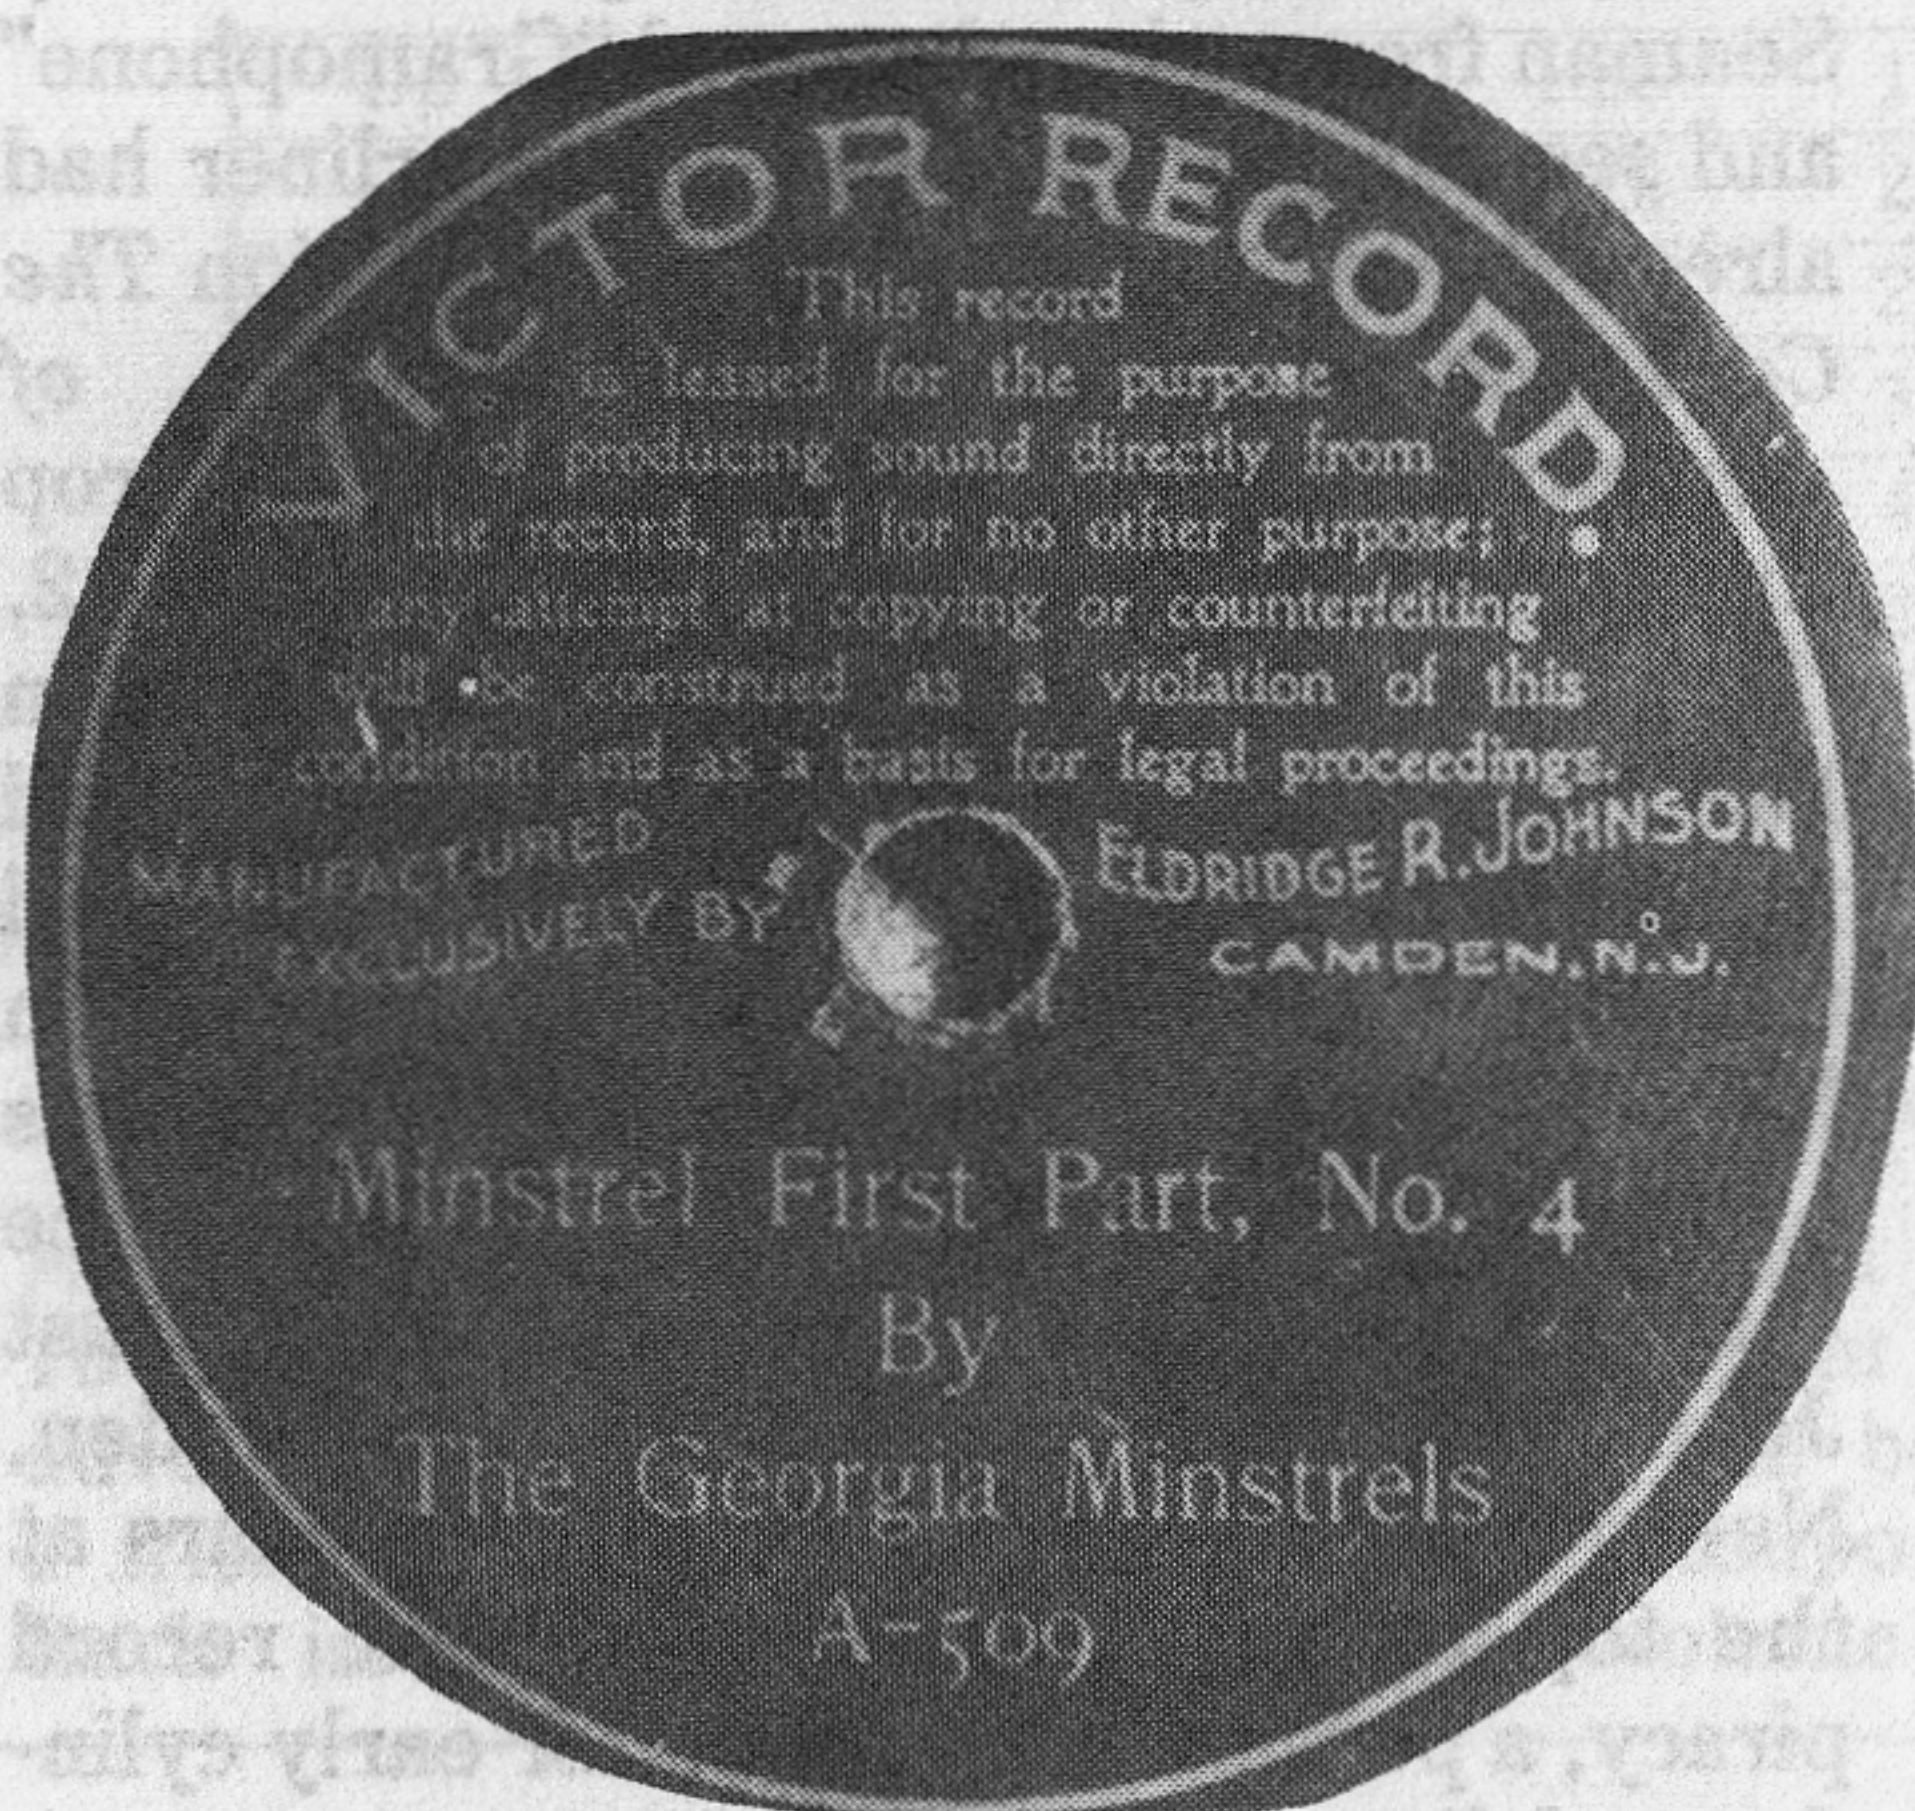 VICTOR RECORD.
This record
is leased for the purpose
of producing sound directly from
the record, and for no other purpose;
any attempt at copying or counterfeiting
will be construed as a violation of this
condition and as a basis for legal proceedings.
MANUFACTURED
EXCLUSIVELY BY
ELDRIDGE R. JOHNSON
CAMDEN, N.J.
Minstrel First Part, No. 4
By
The Georgia Minstrels
A-509